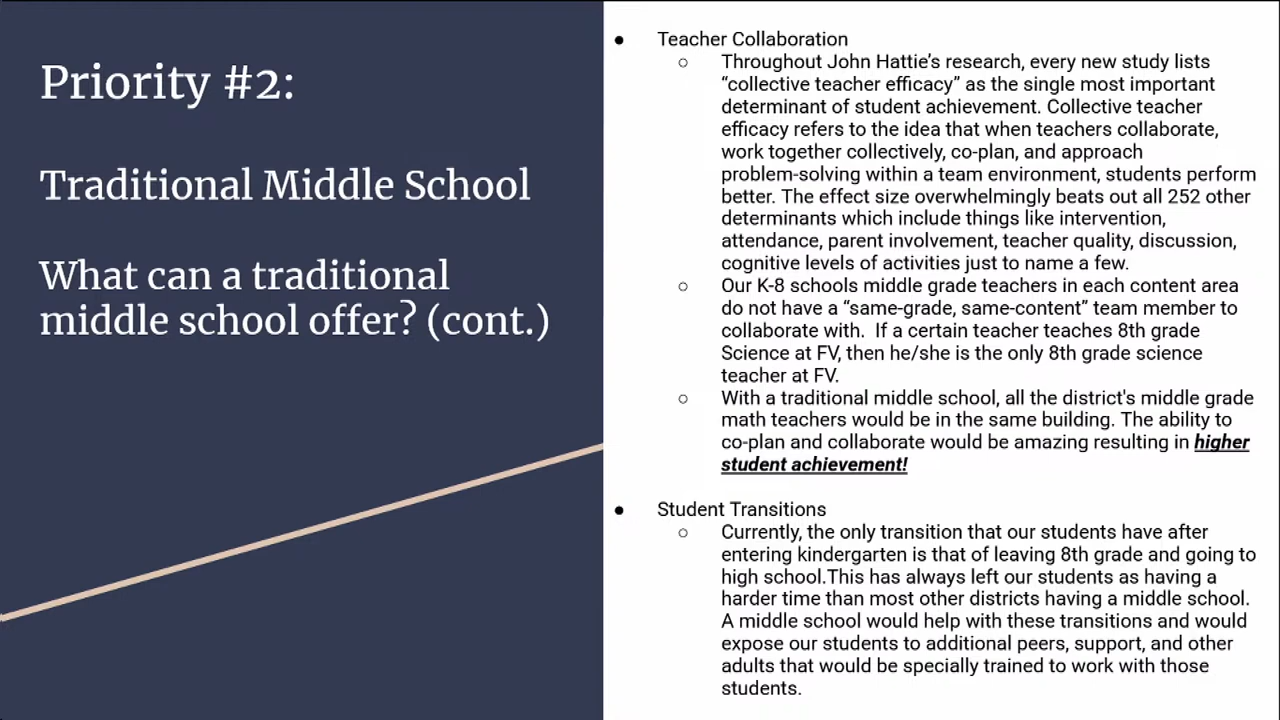 Priority #2:
Traditional Middle School
What can a traditional
middle school offer? (cont.)
● Teacher Collaboration
○ Throughout John Hattie’s research, every new study lists
“collective teacher efficacy” as the single most important
determinant of student achievement. Collective teacher
efficacy refers to the idea that when teachers collaborate,
work together collectively, co-plan, and approach
problem-solving within a team environment, students perform
better. The effect size overwhelmingly beats out all 252 other
determinants which include things like intervention,
attendance, parent involvement, teacher quality, discussion,
cognitive levels of activities just to name a few.
○ Our K-8 schools middle grade teachers in each content area
do not have a “same-grade, same-content” team member to
collaborate with.  If a certain teacher teaches 8th grade
Science at FV, then he/she is the only 8th grade science
teacher at FV.
○ With a traditional middle school, all the district's middle grade
math teachers would be in the same building. The ability to
co-plan and collaborate would be amazing resulting in higher
student achievement!
● Student Transitions
○ Currently, the only transition that our students have after
entering kindergarten is that of leaving 8th grade and going to
high school.This has always left our students as having a
harder time than most other districts having a middle school.
A middle school would help with these transitions and would
expose our students to additional peers, support, and other
adults that would be specially trained to work with those
students.